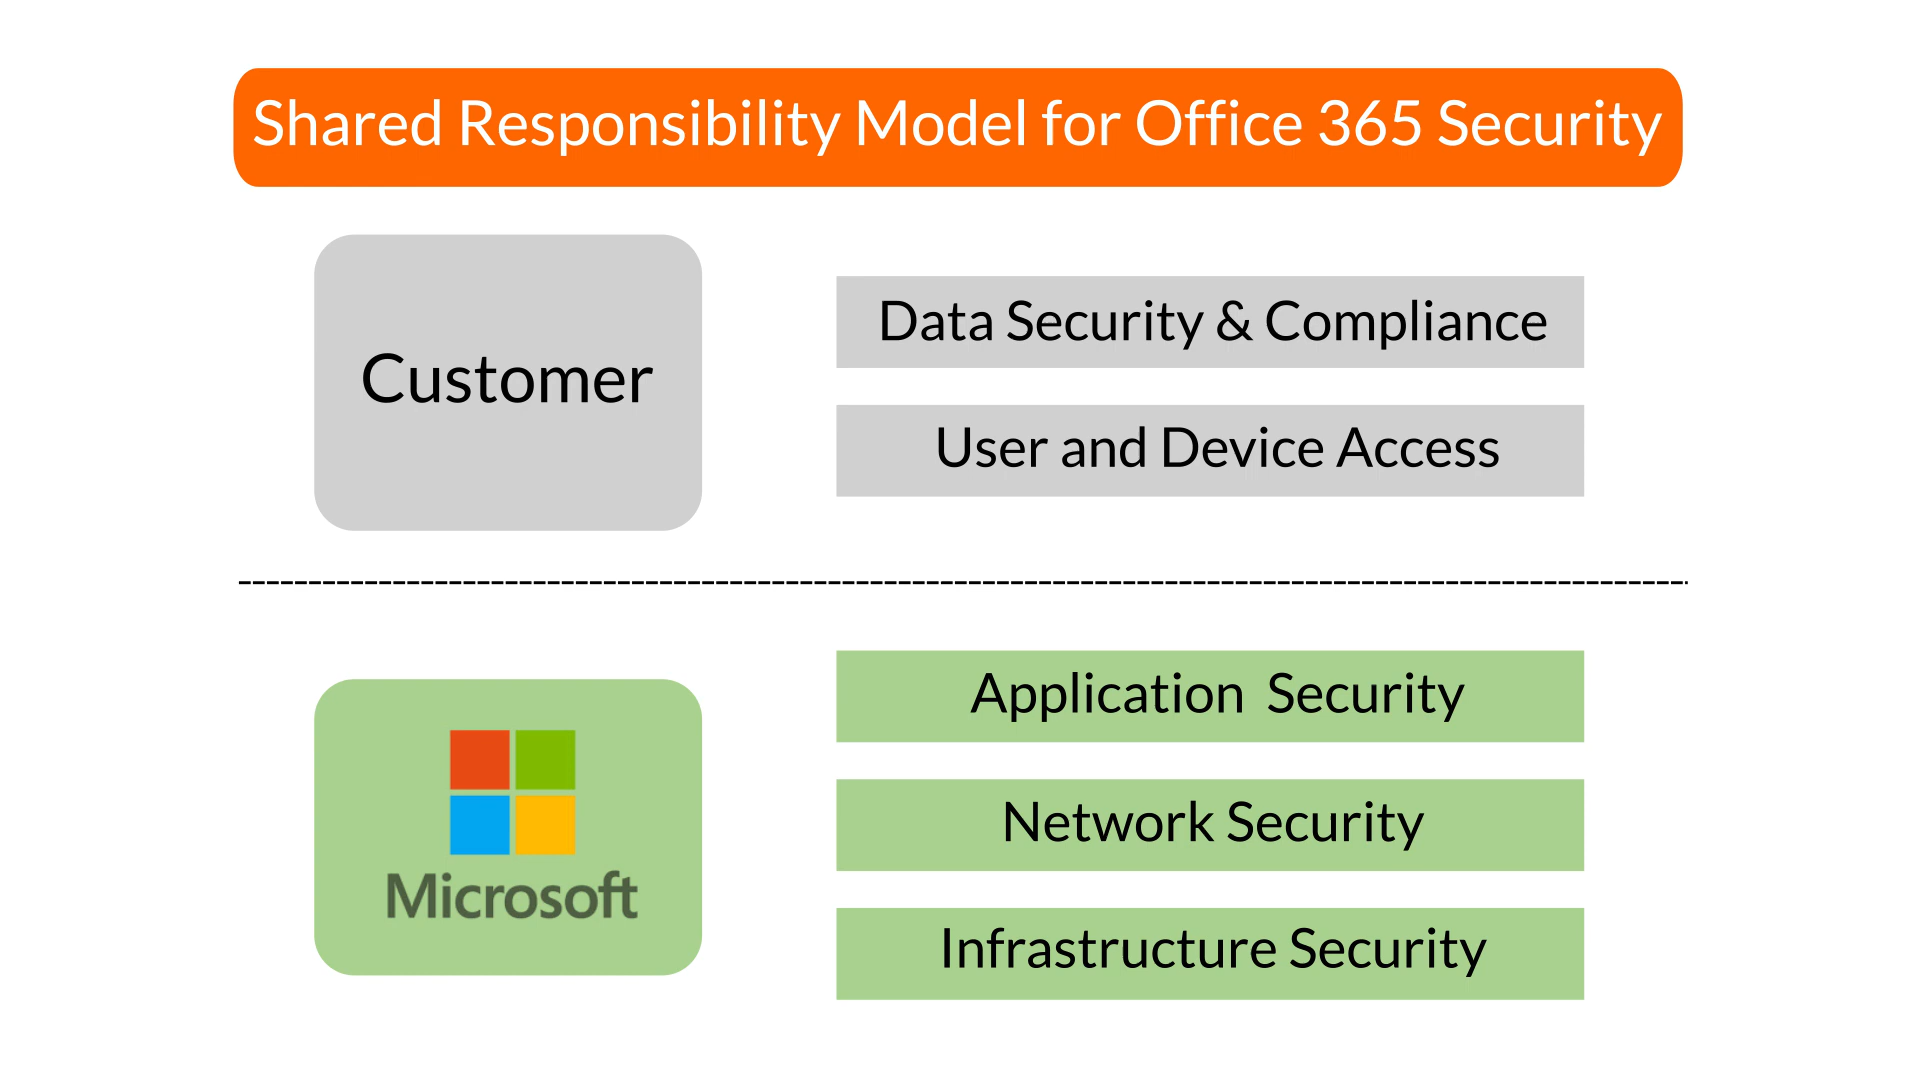 Shared Responsibility Model for Office 365 Security
Customer
Data Security & Compliance
User and Device Access
Microsoft
Application Security
Network Security
Infrastructure Security